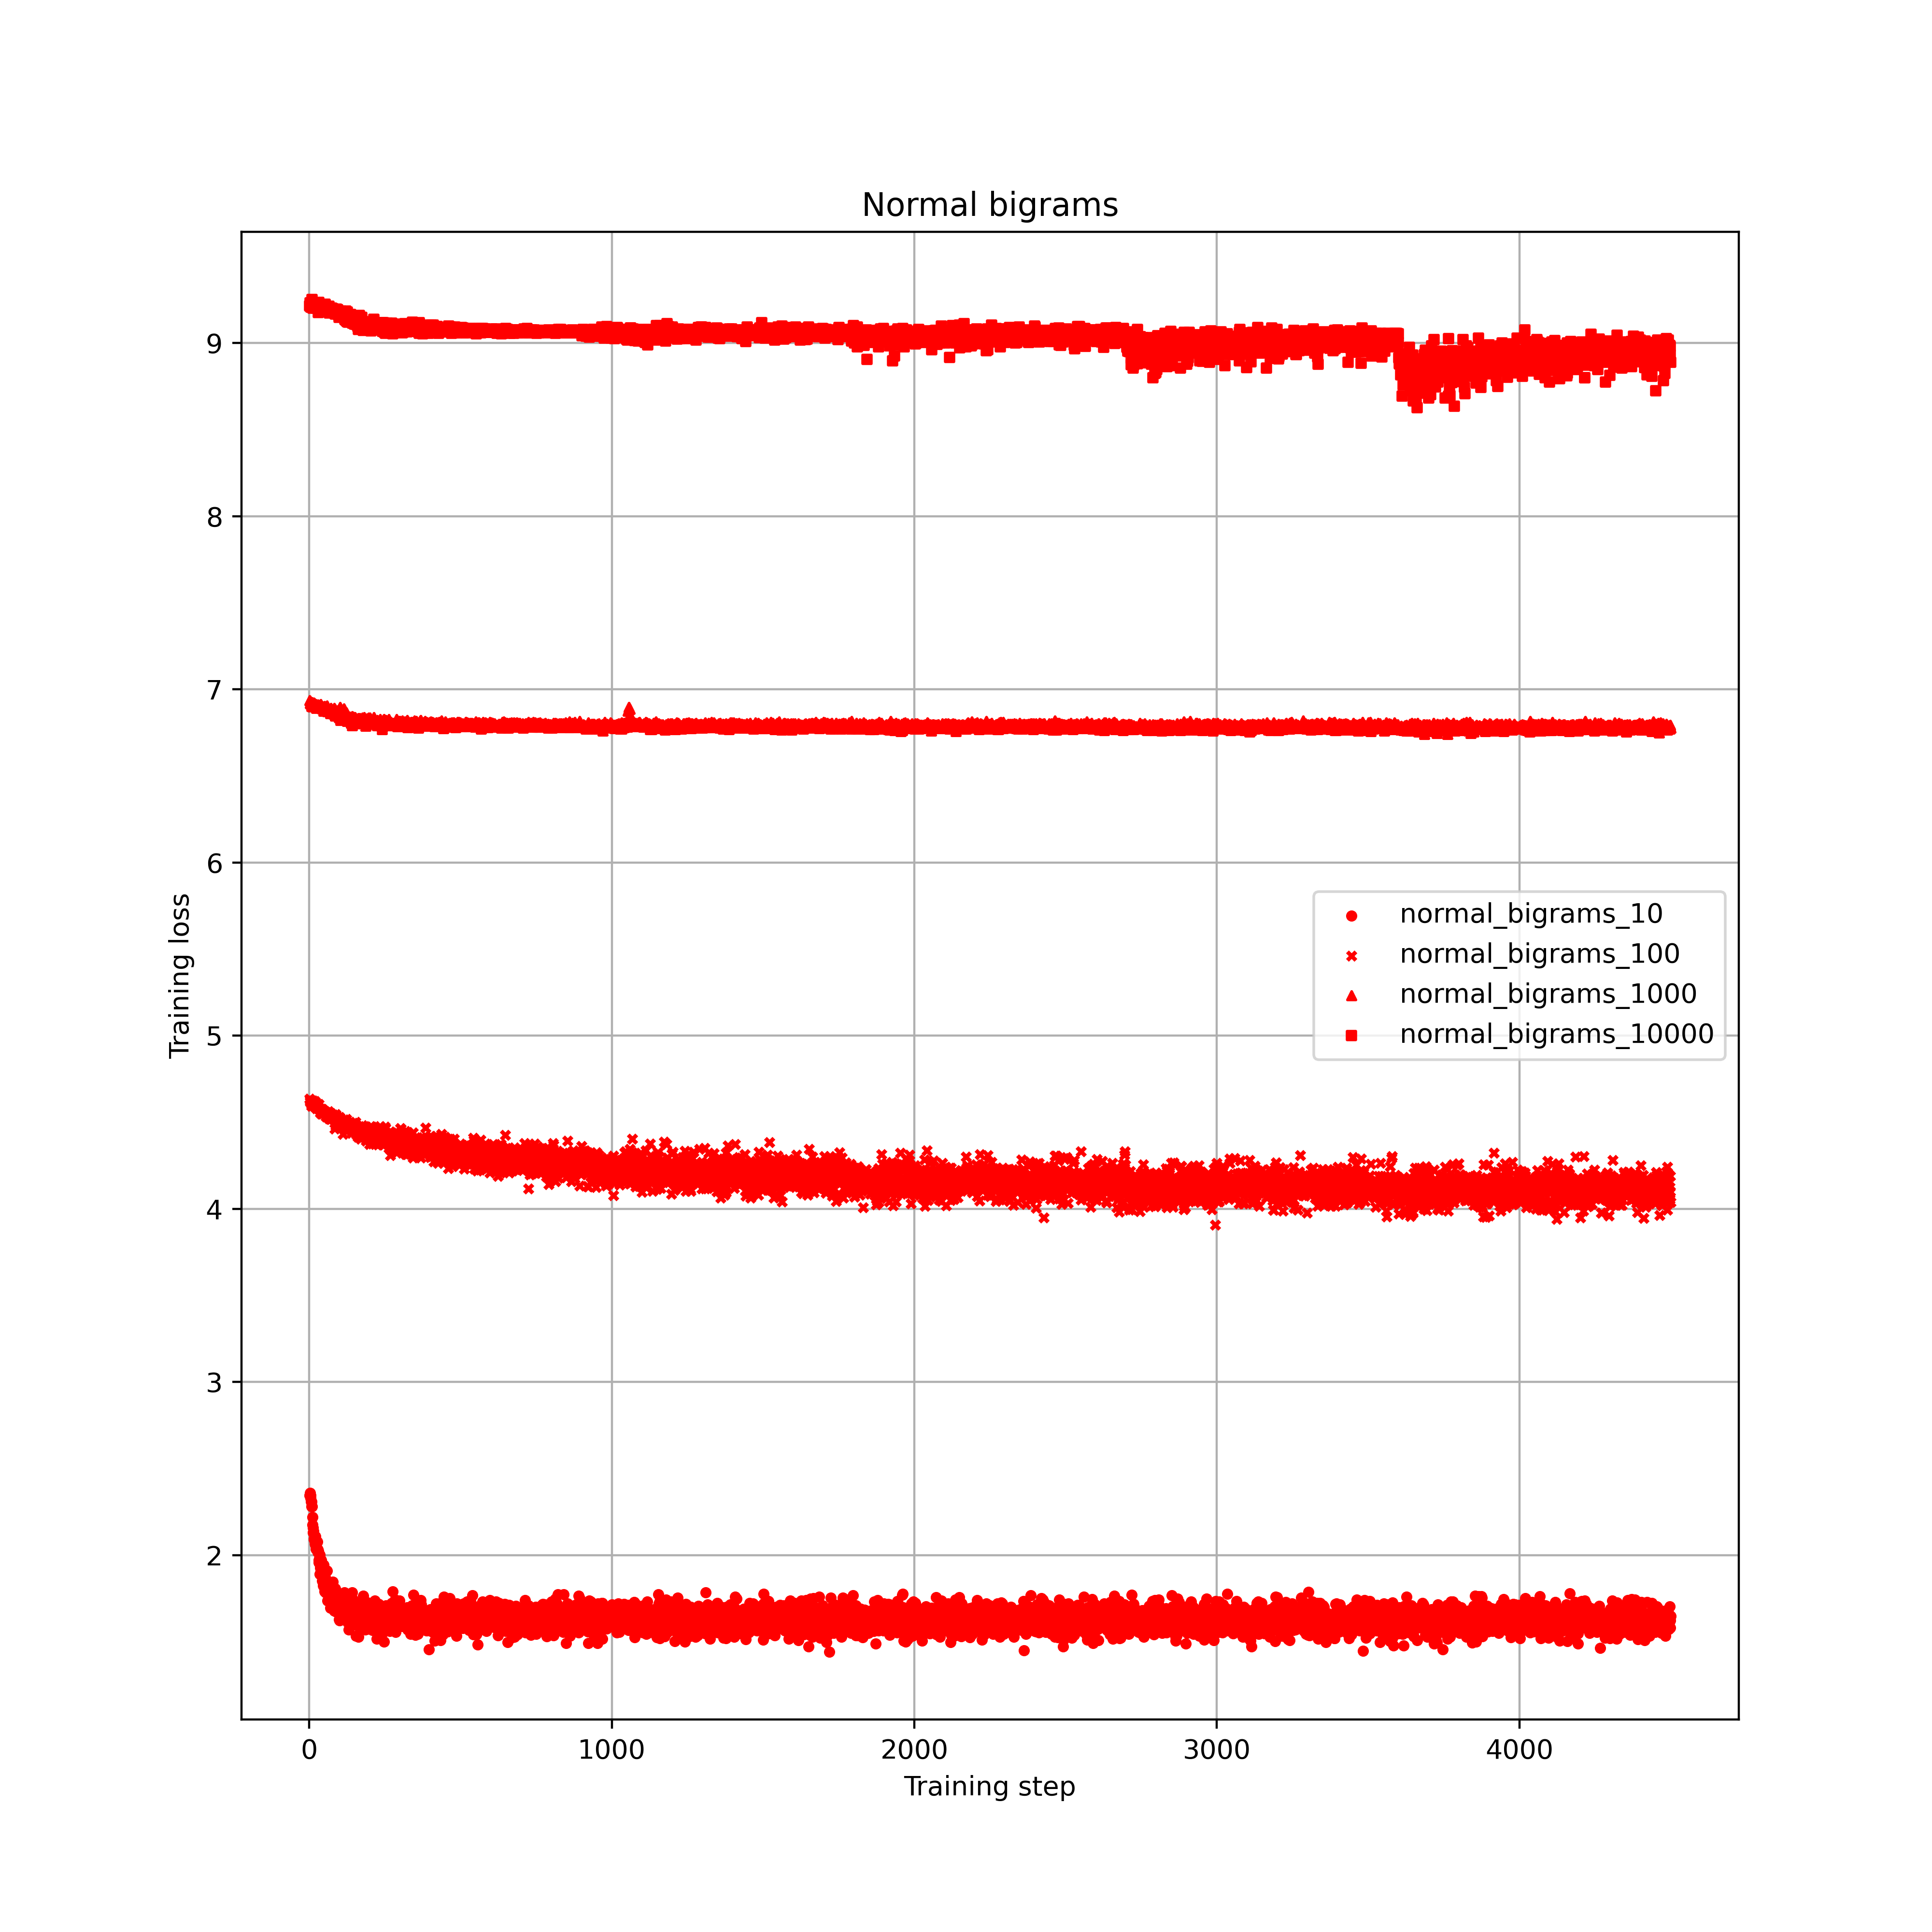 Normal bigrams
Training loss
9
8
7
6
5
4
3
2
normal_bigrams_10
normal_bigrams_100
normal_bigrams_1000
normal_bigrams_10000
0 1000 2000 3000 4000
Training step